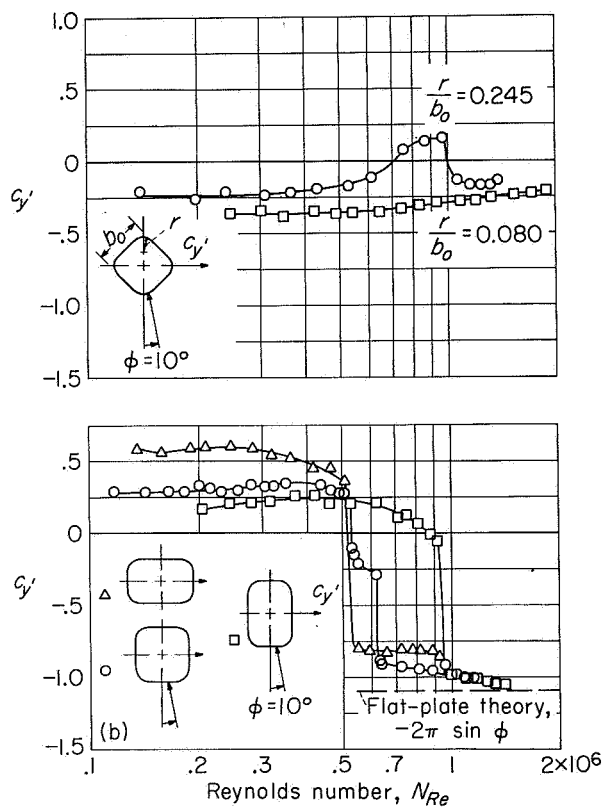 1.0
.5
0
-.5
-1.0
-1.5
c_y'
r/b_o = 0.245
r/b_o = 0.080
b_o
r
c_y'
φ = 10°
.5
0
-.5
-1.0
-1.5
c_y'
c_y'
φ = 10°
(b)
Flat-plate theory,
-2π sin φ
.1 .2 .3 .5 .7 1 2×10⁶
Reynolds number, N_Re